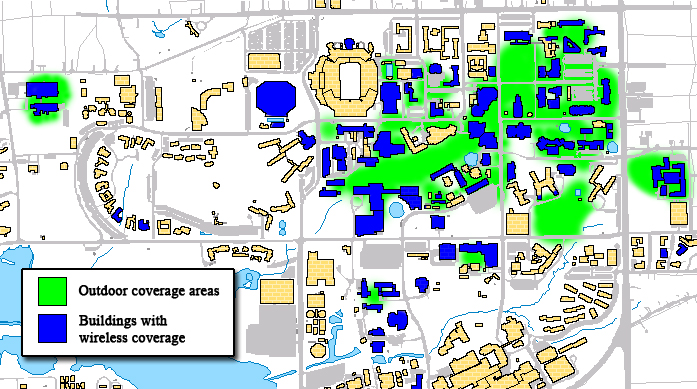 Outdoor coverage areas
Buildings with
wireless coverage